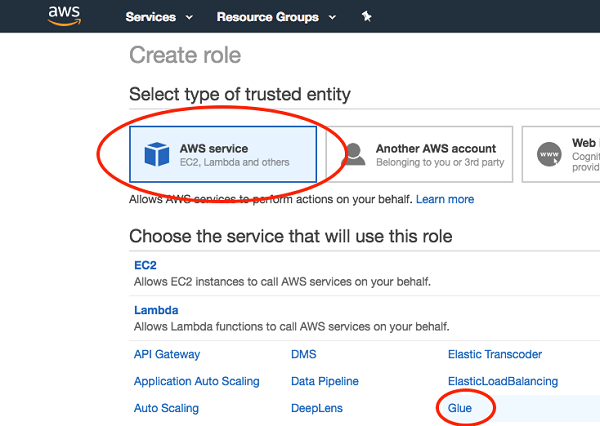 aws Services Resource Groups
Create role
Select type of trusted entity
AWS service Another AWS account Web
EC2, Lambda and others Belonging to you or 3rd party Cognit
www provid
Allows AWS services to perform actions on your behalf. Learn more
Choose the service that will use this role
EC2
Allows EC2 instances to call AWS services on your behalf.
Lambda
Allows Lambda functions to call AWS services on your behalf.
API Gateway DMS Elastic Transcoder
Application Auto Scaling Data Pipeline ElasticLoadBalancing
Auto Scaling DeepLens Glue